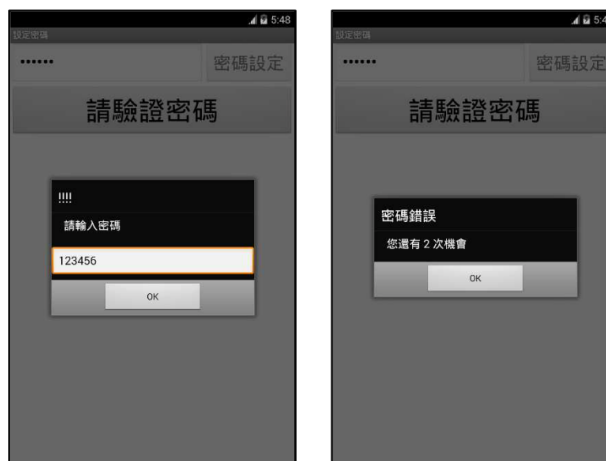 5:48
設定密碼
•••••• 密碼設定
請驗證密碼
!!!!
請輸入密碼
123456
OK
5:4
設定密碼
•••••• 密碼設定
請驗證密碼
密碼錯誤
您還有 2 次機會
OK